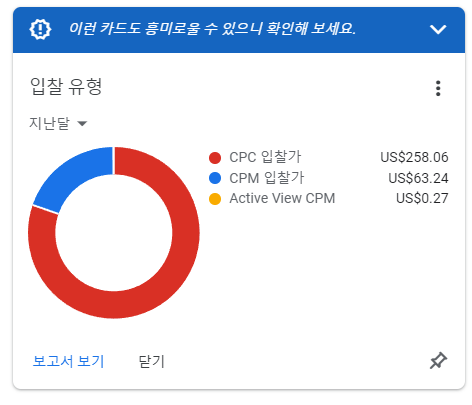 이런 카드도 흥미로울 수 있으니 확인해 보세요.
입찰 유형
지난달
CPC 입찰가 US$258.06
CPM 입찰가 US$63.24
Active View CPM US$0.27
보고서 보기 닫기